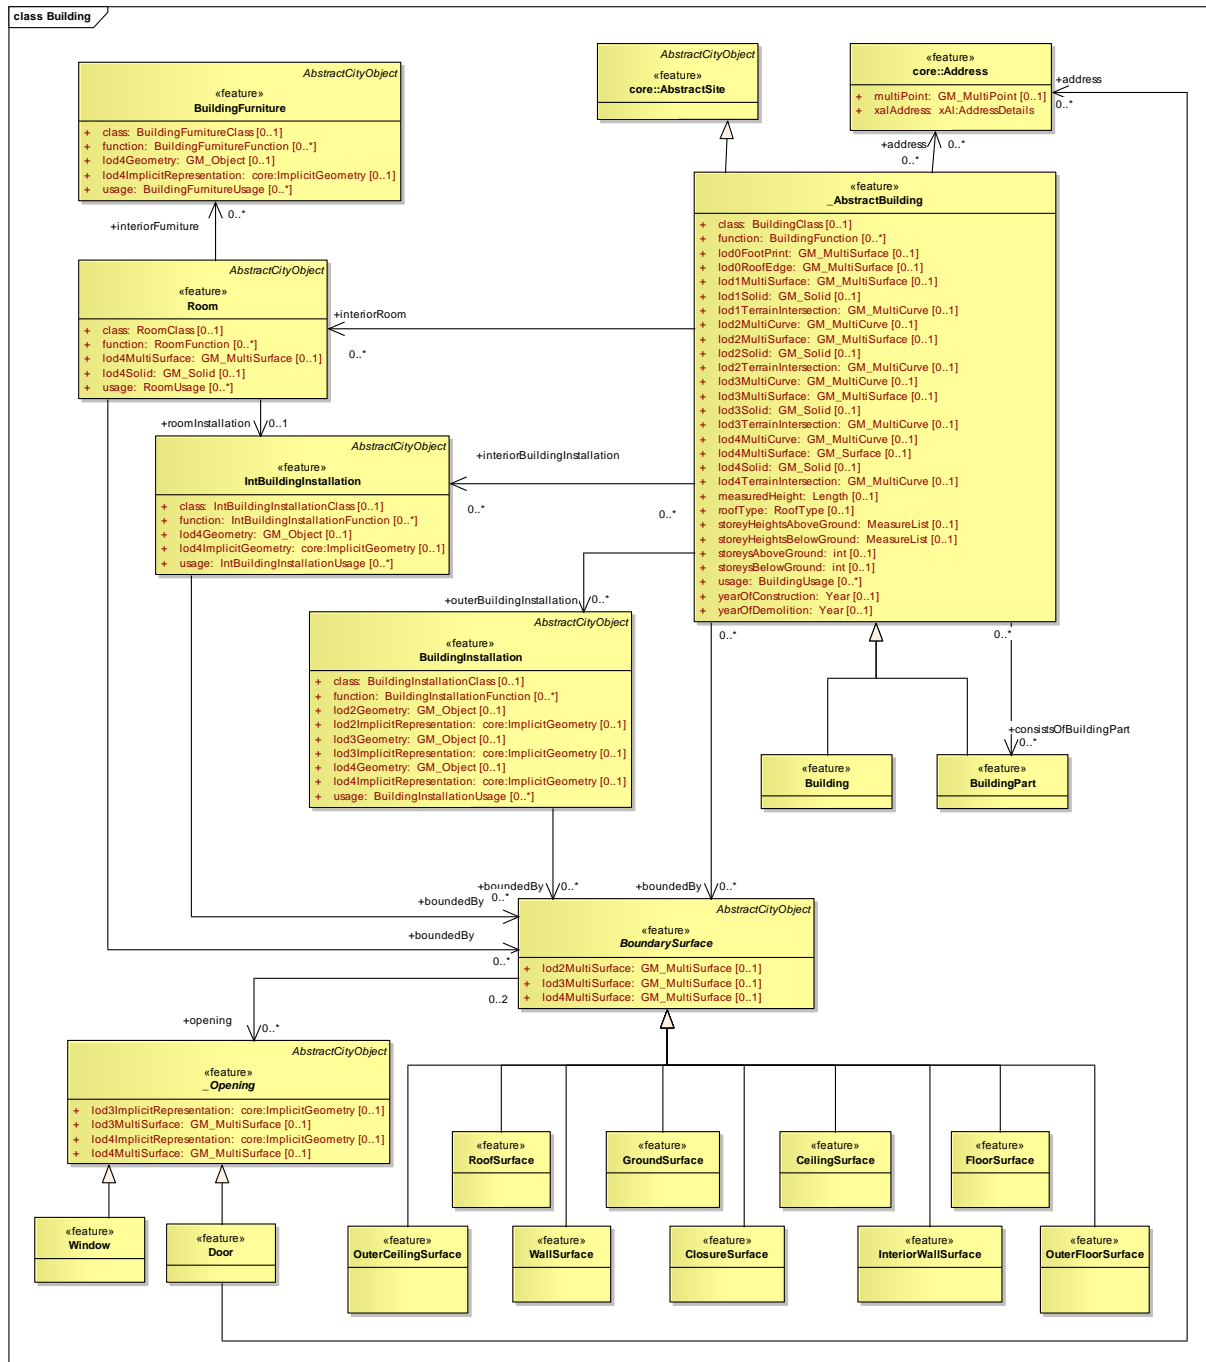 class Building
AbstractCityObject
«feature»
BuildingFurniture
+ class: BuildingFurnitureClass [0..1]
+ function: BuildingFurnitureFunction [0..*]
+ lod4Geometry: GM_Object [0..1]
+ lod4ImplicitRepresentation: core:ImplicitGeometry [0..1]
+ usage: BuildingFurnitureUsage [0..*]
AbstractCityObject
«feature»
core::AbstractSite
«feature»
core::Address
+ multiPoint: GM_MultiPoint [0..1]
+ xalAddress: xAl:AddressDetails
+address
0..*
+address
0..*
0..*
+interiorFurniture
0..*
AbstractCityObject
«feature»
Room
+ class: RoomClass [0..1]
+ function: RoomFunction [0..*]
+ lod4MultiSurface: GM_MultiSurface [0..1]
+ lod4Solid: GM_Solid [0..1]
+ usage: RoomUsage [0..*]
+interiorRoom
0..*
«feature»
_AbstractBuilding
+ class: BuildingClass [0..1]
+ function: BuildingFunction [0..*]
+ lod0FootPrint: GM_MultiSurface [0..1]
+ lod0RoofEdge: GM_MultiSurface [0..1]
+ lod1MultiSurface: GM_MultiSurface [0..1]
+ lod1Solid: GM_Solid [0..1]
+ lod1TerrainIntersection: GM_MultiCurve [0..1]
+ lod2MultiCurve: GM_MultiCurve [0..1]
+ lod2MultiSurface: GM_MultiSurface [0..1]
+ lod2Solid: GM_Solid [0..1]
+ lod2TerrainIntersection: GM_MultiCurve [0..1]
+ lod3MultiCurve: GM_MultiCurve [0..1]
+ lod3MultiSurface: GM_MultiSurface [0..1]
+ lod3Solid: GM_Solid [0..1]
+ lod3TerrainIntersection: GM_MultiCurve [0..1]
+ lod4MultiCurve: GM_MultiCurve [0..1]
+ lod4MultiSurface: GM_Surface [0..1]
+ lod4Solid: GM_Solid [0..1]
+ lod4TerrainIntersection: GM_MultiCurve [0..1]
+ measuredHeight: Length [0..1]
+ roofType: RoofType [0..1]
+ storeyHeightsAboveGround: MeasureList [0..1]
+ storeyHeightsBelowGround: MeasureList [0..1]
+ storeysAboveGround: int [0..1]
+ storeysBelowGround: int [0..1]
+ usage: BuildingUsage [0..*]
+ yearOfConstruction: Year [0..1]
+ yearOfDemolition: Year [0..1]
+roomInstallation
0..1
AbstractCityObject
«feature»
IntBuildingInstallation
+ class: IntBuildingInstallationClass [0..1]
+ function: IntBuildingInstallationFunction [0..*]
+ lod4Geometry: GM_Object [0..1]
+ lod4ImplicitGeometry: core:ImplicitGeometry [0..1]
+ usage: IntBuildingInstallationUsage [0..*]
+interiorBuildingInstallation
0..*
0..*
+outerBuildingInstallation
0..*
AbstractCityObject
«feature»
BuildingInstallation
+ class: BuildingInstallationClass [0..1]
+ function: BuildingInstallationFunction [0..*]
+ lod2Geometry: GM_Object [0..1]
+ lod2ImplicitRepresentation: core:ImplicitGeometry [0..1]
+ lod3Geometry: GM_Object [0..1]
+ lod3ImplicitRepresentation: core:ImplicitGeometry [0..1]
+ lod4Geometry: GM_Object [0..1]
+ lod4ImplicitRepresentation: core:ImplicitGeometry [0..1]
+ usage: BuildingInstallationUsage [0..*]
0..*
0..*
+consistsOfBuildingPart
0..*
«feature»
Building
«feature»
BuildingPart
+boundedBy
0..*
+boundedBy
0..*
+boundedBy
0..*
+boundedBy
0..*
AbstractCityObject
«feature»
BoundarySurface
+ lod2MultiSurface: GM_MultiSurface [0..1]
+ lod3MultiSurface: GM_MultiSurface [0..1]
+ lod4MultiSurface: GM_MultiSurface [0..1]
0..2
+opening
0..*
AbstractCityObject
«feature»
_Opening
+ lod3ImplicitRepresentation: core:ImplicitGeometry [0..1]
+ lod3MultiSurface: GM_MultiSurface [0..1]
+ lod4ImplicitRepresentation: core:ImplicitGeometry [0..1]
+ lod4MultiSurface: GM_MultiSurface [0..1]
«feature»
RoofSurface
«feature»
GroundSurface
«feature»
CeilingSurface
«feature»
FloorSurface
«feature»
Window
«feature»
Door
«feature»
OuterCeilingSurface
«feature»
WallSurface
«feature»
ClosureSurface
«feature»
InteriorWallSurface
«feature»
OuterFloorSurface